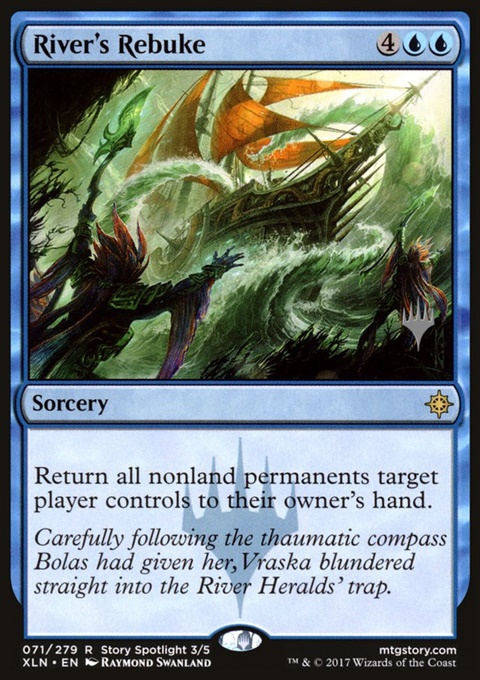 River's Rebuke 4
Sorcery
Return all nonland permanents target
player controls to their owner's hand.
Carefully following the thaumatic compass
Bolas had given her, Vraska blundered
straight into the River Heralds' trap.
071/279 R Story Spotlight 3/5
XLN • EN Raymond Swanland
mtgstory.com
™ & © 2017 Wizards of the Coast